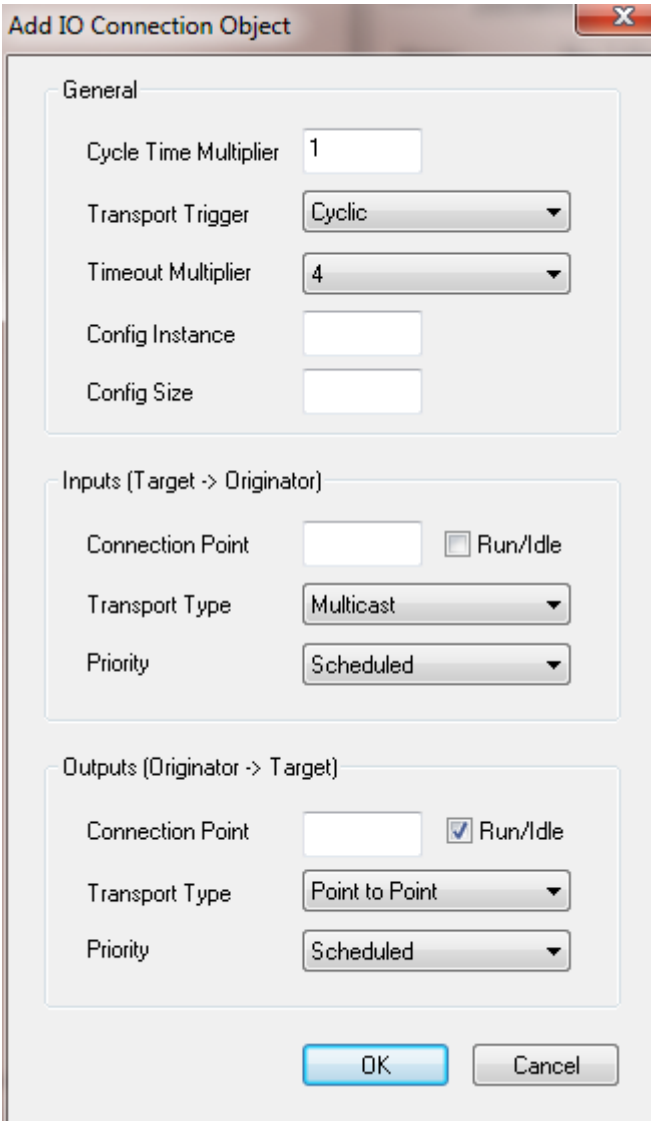 Add IO Connection Object
General
Cycle Time Multiplier 1
Transport Trigger Cyclic
Timeout Multiplier 4
Config Instance
Config Size
Inputs (Target -> Originator)
Connection Point Run/Idle
Transport Type Multicast
Priority Scheduled
Outputs (Originator -> Target)
Connection Point Run/Idle
Transport Type Point to Point
Priority Scheduled
OK Cancel